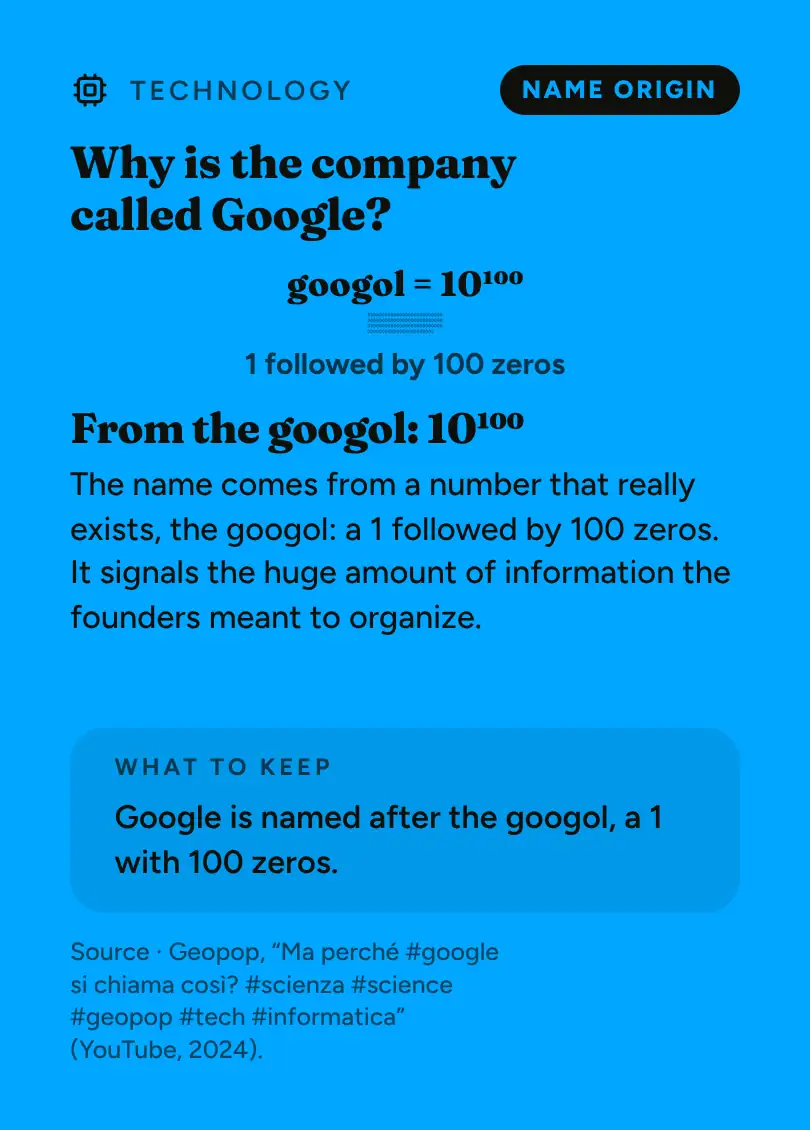 TECHNOLOGY
NAME ORIGIN
Why is the company
called Google?
googol = 10¹⁰⁰
1 followed by 100 zeros
From the googol: 10¹⁰⁰
The name comes from a number that really
exists, the googol: a 1 followed by 100 zeros.
It signals the huge amount of information the
founders meant to organize.
WHAT TO KEEP
Google is named after the googol, a 1
with 100 zeros.
Source · Geopop, “Ma perché #google
si chiama così? #scienza #science
#geopop #tech #informatica”
(YouTube, 2024).